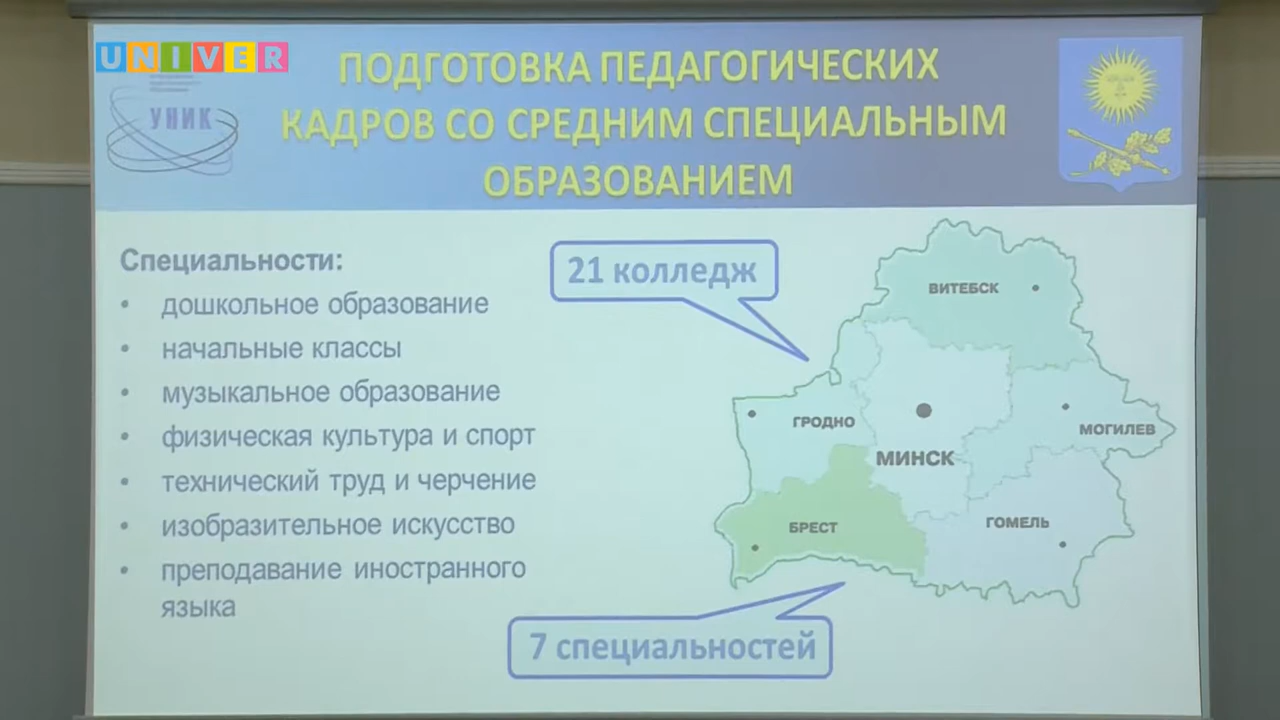 UNIVER
УНИК
ПОДГОТОВКА ПЕДАГОГИЧЕСКИХ
КАДРОВ СО СРЕДНИМ СПЕЦИАЛЬНЫМ
ОБРАЗОВАНИЕМ
Специальности:
• дошкольное образование
• начальные классы
• музыкальное образование
• физическая культура и спорт
• технический труд и черчение
• изобразительное искусство
• преподавание иностранного
языка
21 колледж
ВИТЕБСК
ГРОДНО
МОГИЛЕВ
МИНСК
БРЕСТ
ГОМЕЛЬ
7 специальностей